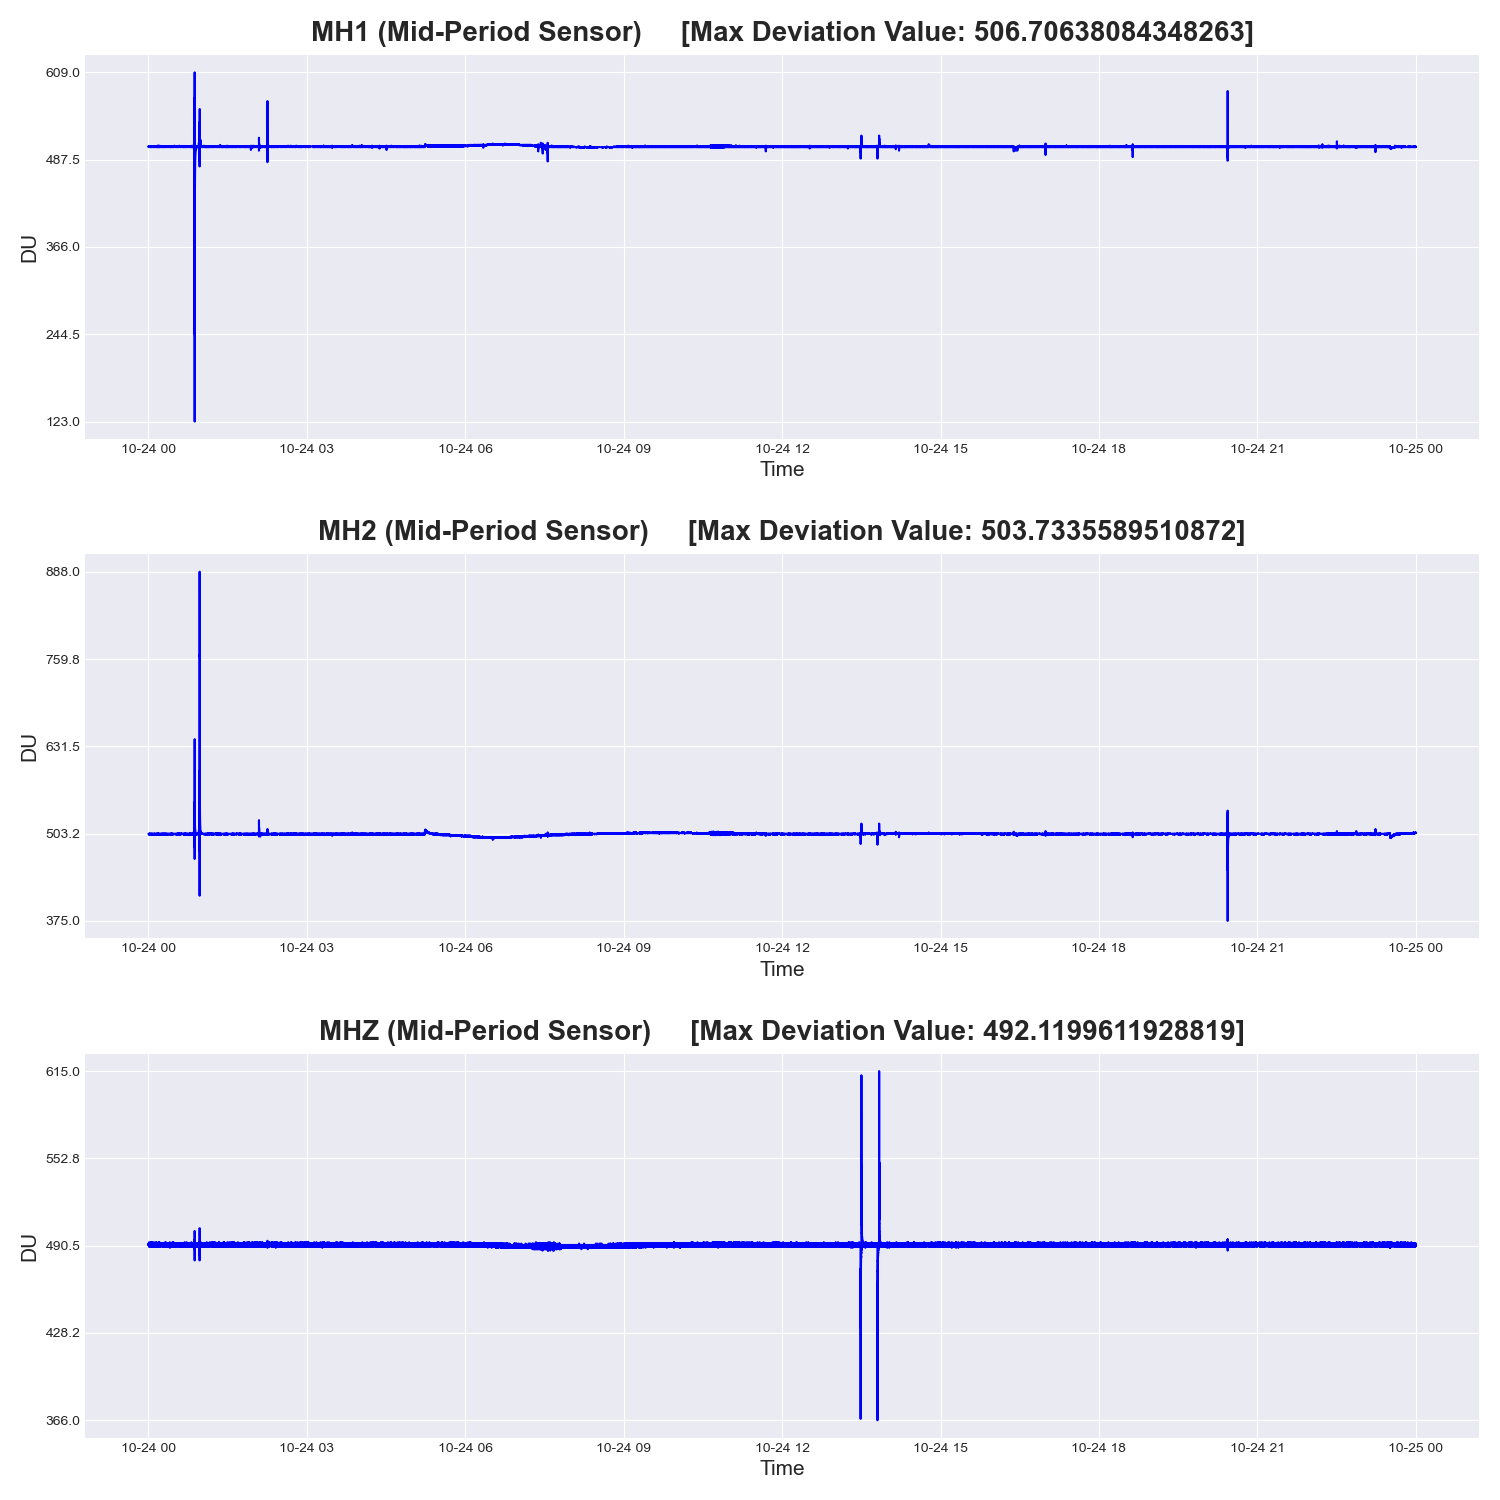 MH1 (Mid-Period Sensor) [Max Deviation Value: 506.70638084348263]
609.0
487.5
366.0
244.5
123.0
DU
10-24 00 10-24 03 10-24 06 10-24 09 10-24 12 10-24 15 10-24 18 10-24 21 10-25 00
Time
MH2 (Mid-Period Sensor) [Max Deviation Value: 503.7335589510872]
888.0
759.8
631.5
503.2
375.0
DU
10-24 00 10-24 03 10-24 06 10-24 09 10-24 12 10-24 15 10-24 18 10-24 21 10-25 00
Time
MHZ (Mid-Period Sensor) [Max Deviation Value: 492.1199611928819]
615.0
552.8
490.5
428.2
366.0
DU
10-24 00 10-24 03 10-24 06 10-24 09 10-24 12 10-24 15 10-24 18 10-24 21 10-25 00
Time